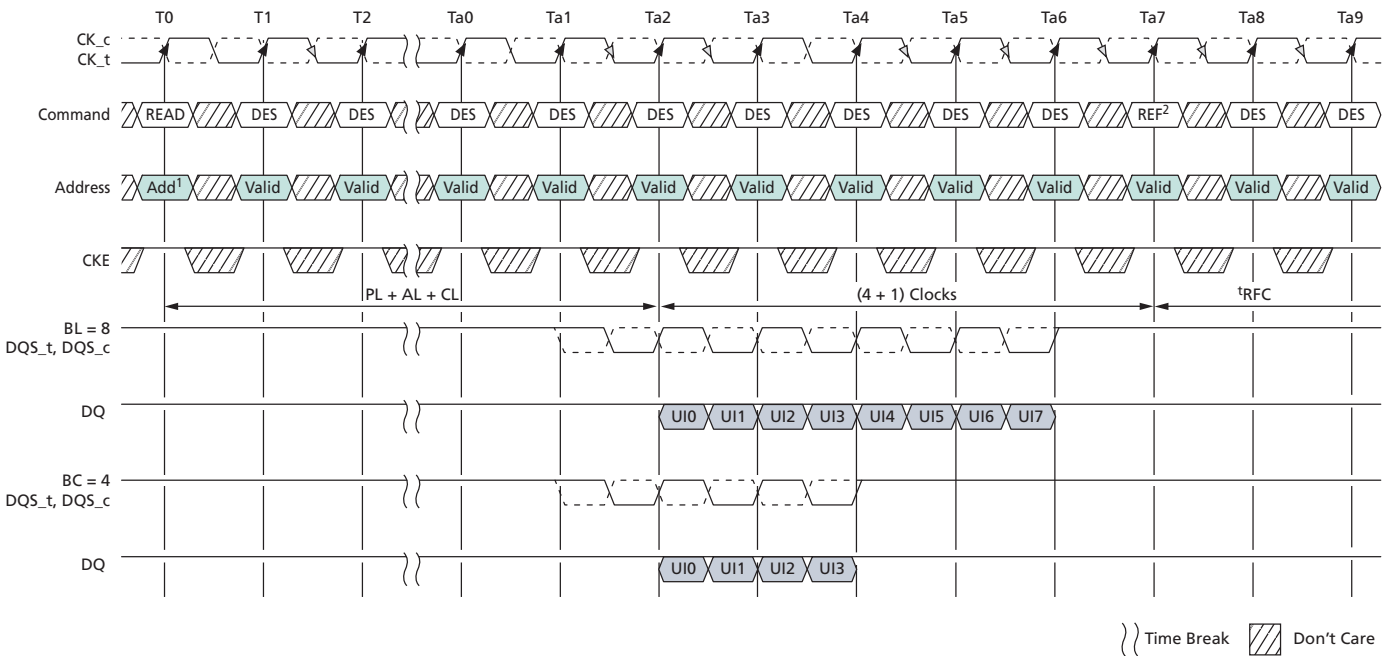 T0 T1 T2 Ta0 Ta1 Ta2 Ta3 Ta4 Ta5 Ta6 Ta7 Ta8 Ta9
CK_c
CK_t
Command READ DES DES DES DES DES DES DES DES DES REF² DES DES
Address Add¹ Valid Valid Valid Valid Valid Valid Valid Valid Valid Valid Valid Valid
CKE
PL + AL + CL (4 + 1) Clocks ᵗRFC
BL = 8
DQS_t, DQS_c
DQ UI0 UI1 UI2 UI3 UI4 UI5 UI6 UI7
BC = 4
DQS_t, DQS_c
DQ UI0 UI1 UI2 UI3
Time Break Don't Care